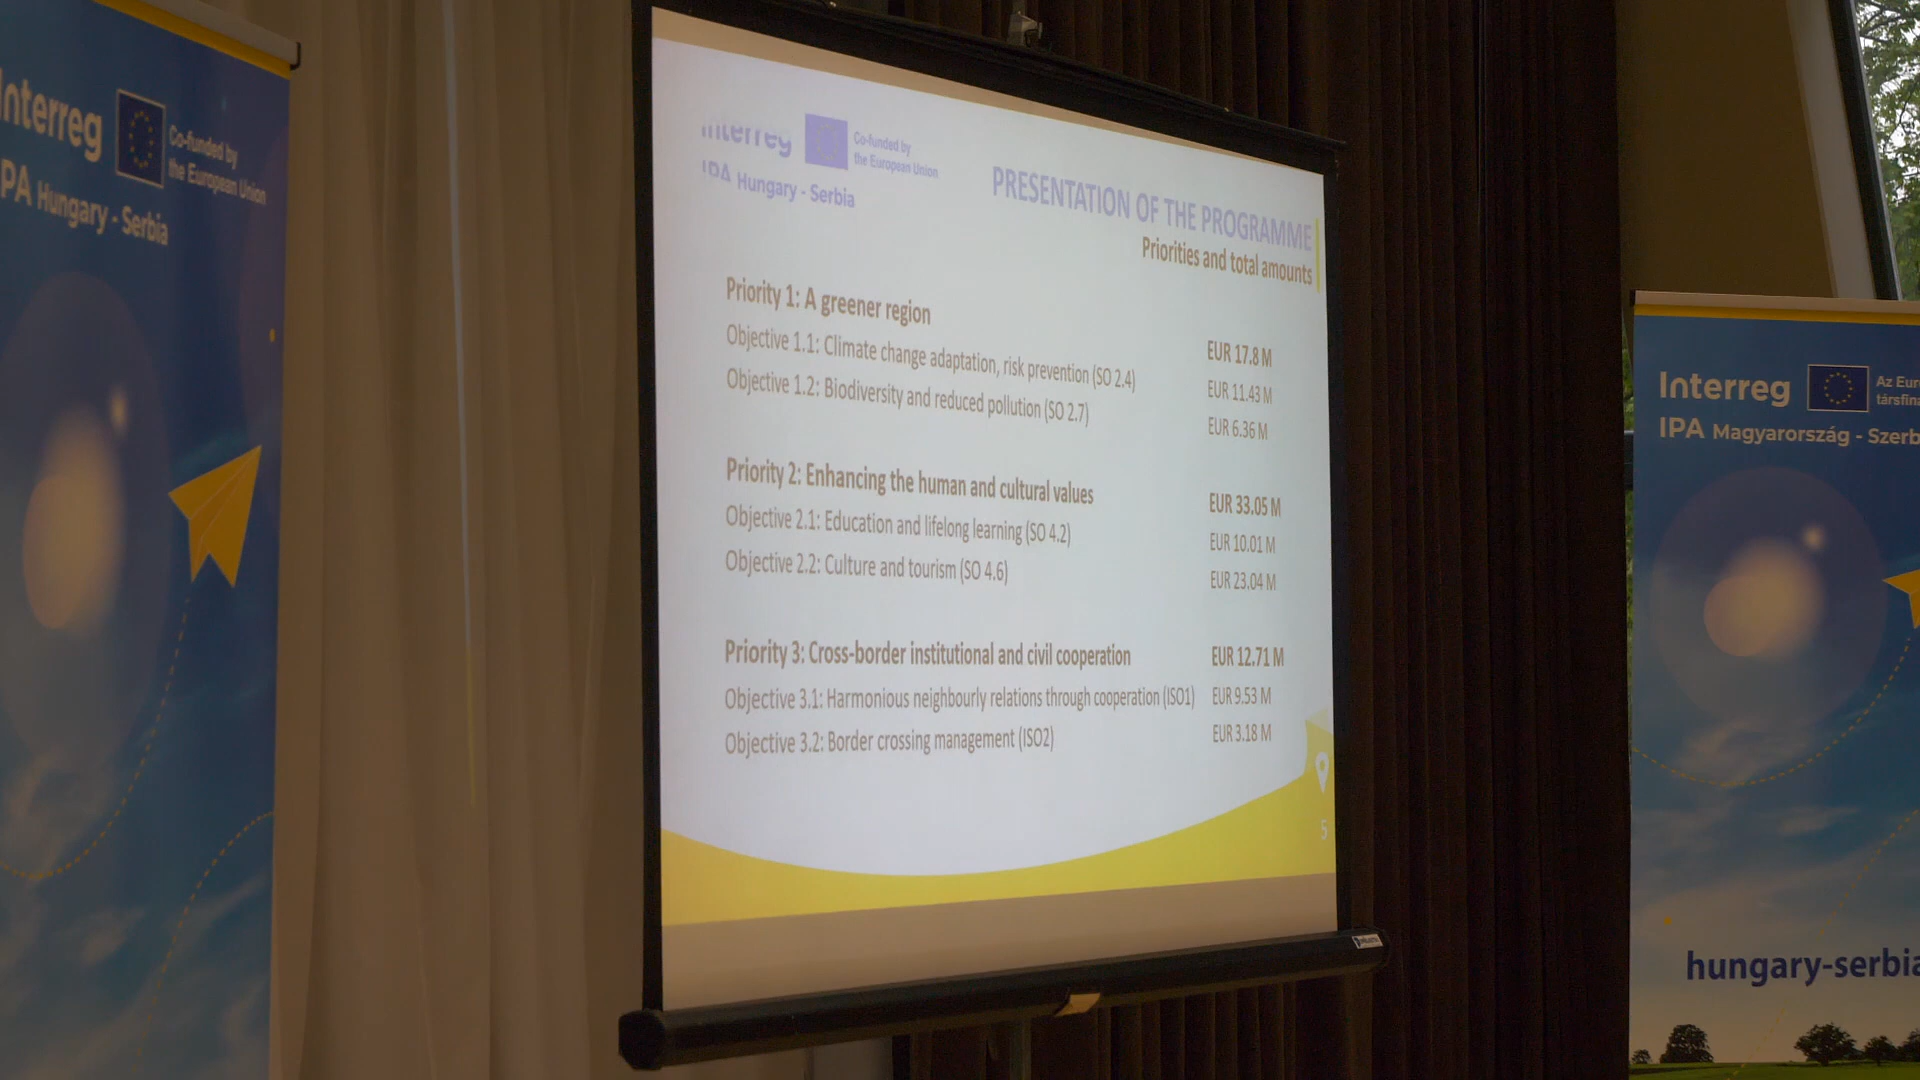 Interreg
Co-funded by
the European Union
IPA Hungary - Serbia
Interreg
Co-funded by
the European Union
IPA Hungary - Serbia
PRESENTATION OF THE PROGRAMME
Priorities and total amounts
Priority 1: A greener region EUR 17.8 M
Objective 1.1: Climate change adaptation, risk prevention (SO 2.4) EUR 11.43 M
Objective 1.2: Biodiversity and reduced pollution (SO 2.7) EUR 6.36 M
Priority 2: Enhancing the human and cultural values EUR 33.05 M
Objective 2.1: Education and lifelong learning (SO 4.2) EUR 10.01 M
Objective 2.2: Culture and tourism (SO 4.6) EUR 23.04 M
Priority 3: Cross-border institutional and civil cooperation EUR 12.71 M
Objective 3.1: Harmonious neighbourly relations through cooperation (ISO1) EUR 9.53 M
Objective 3.2: Border crossing management (ISO2) EUR 3.18 M
5
Interreg
Az Eur
társfin
IPA Magyarország - Szerb
hungary-serbia